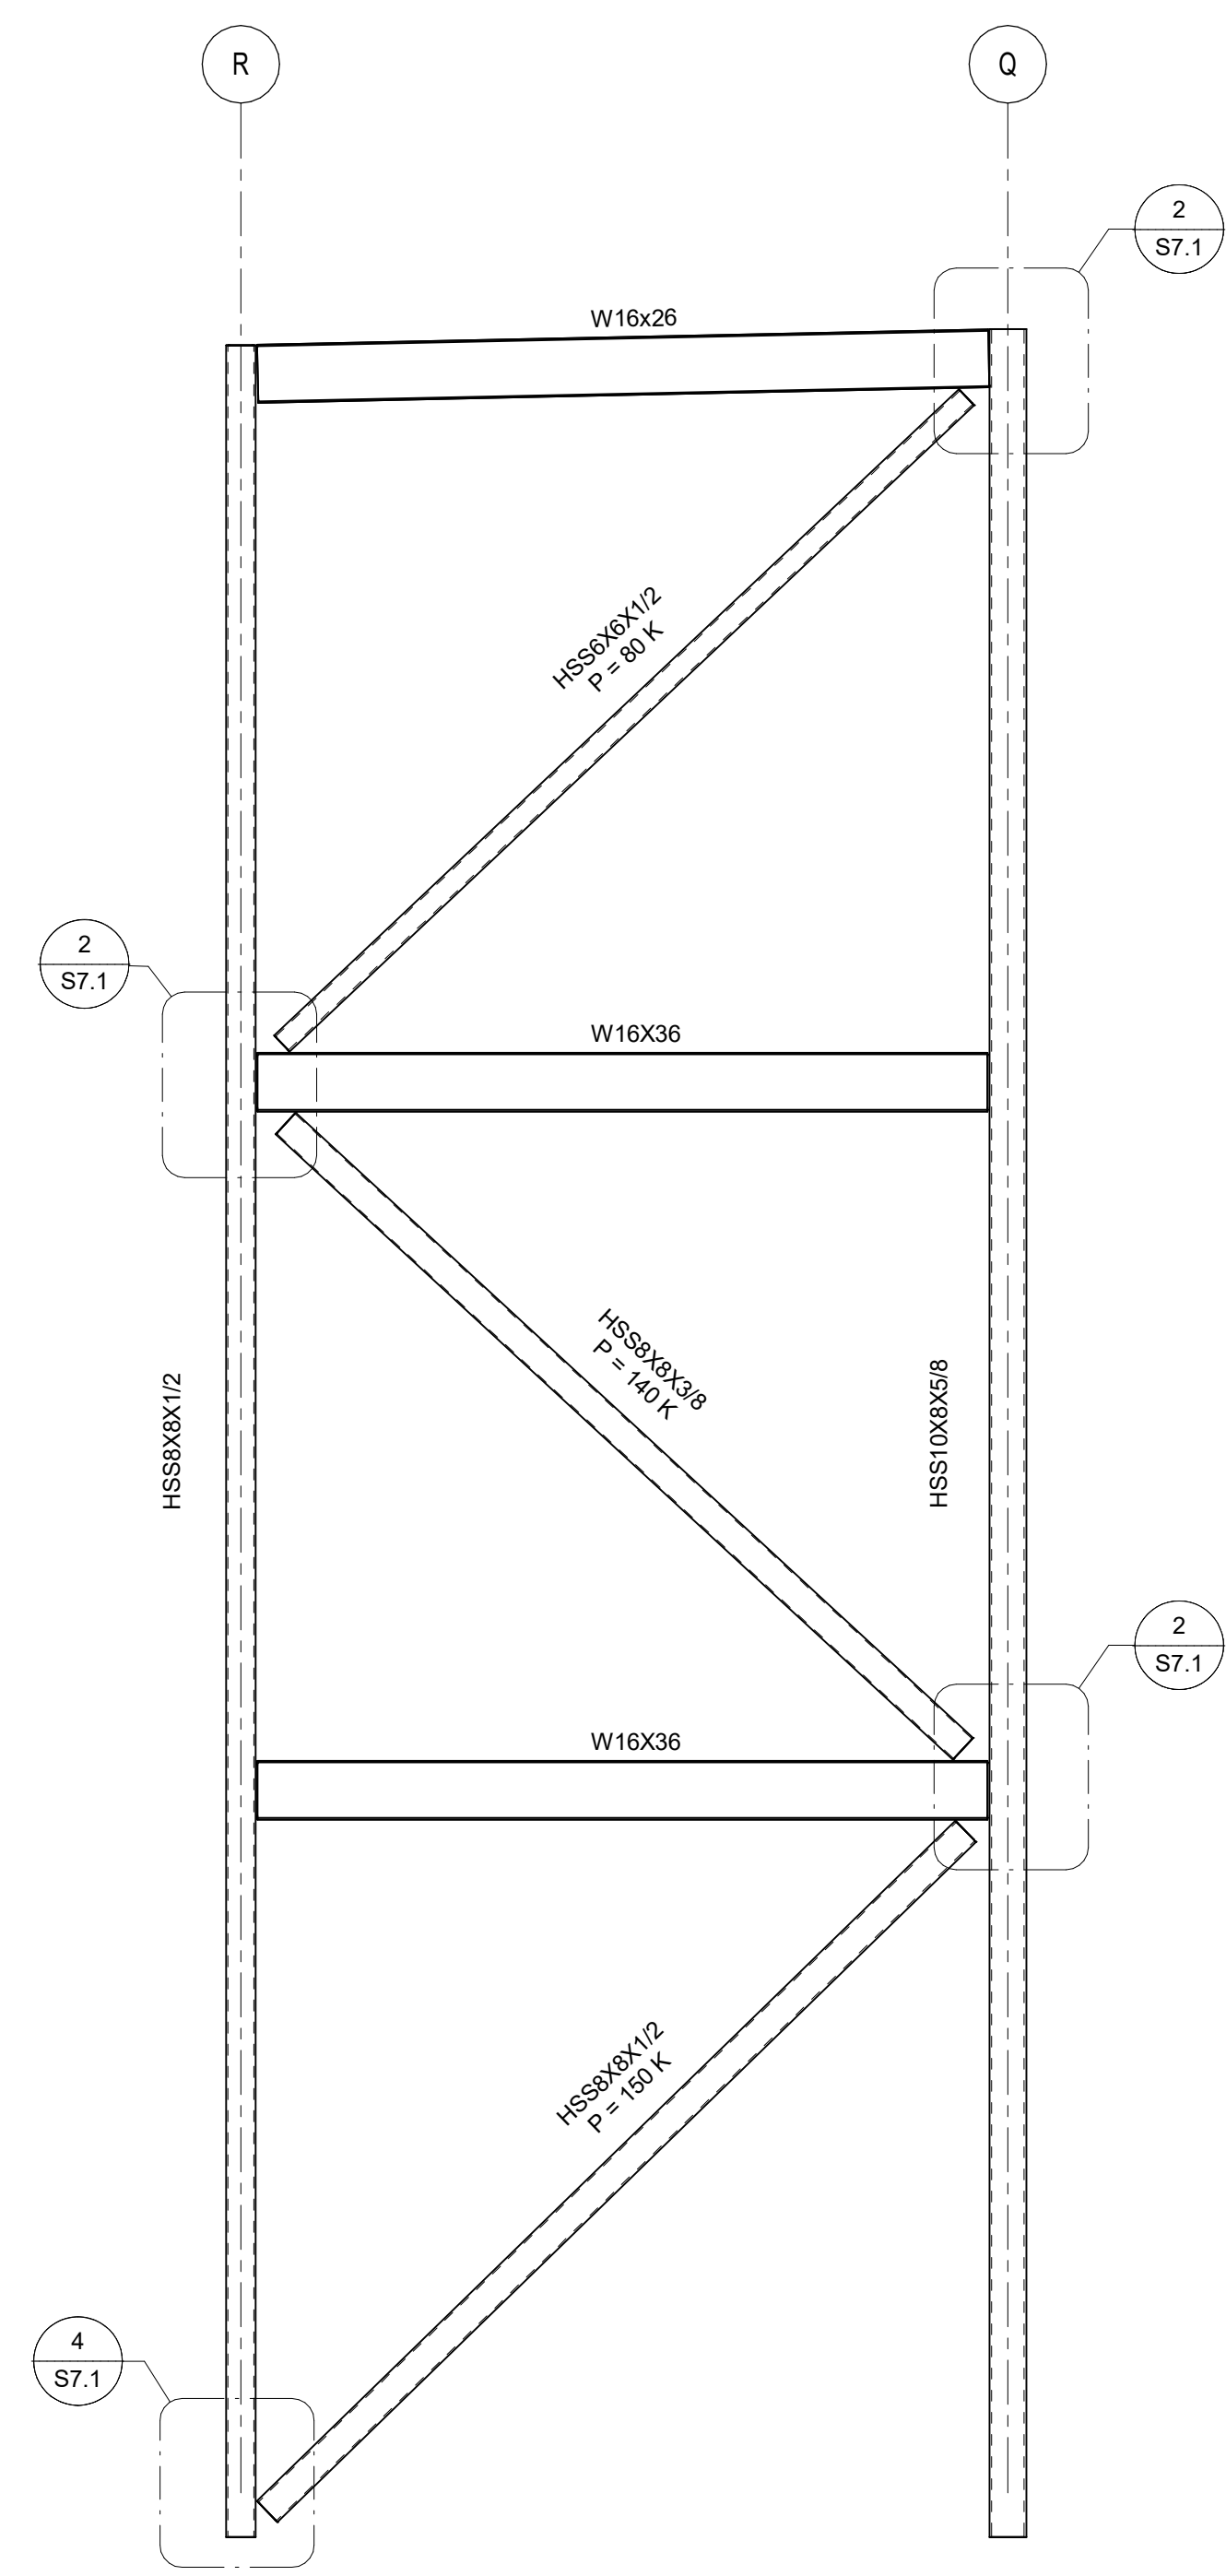 R
Q
2
S7.1
W16x26
HSS6X6X1/2
P = 80 K
2
S7.1
W16X36
HSS8X8X3/8
P = 140 K
HSS8X8X1/2
HSS10X8X5/8
2
S7.1
W16X36
HSS8X8X1/2
P = 150 K
4
S7.1